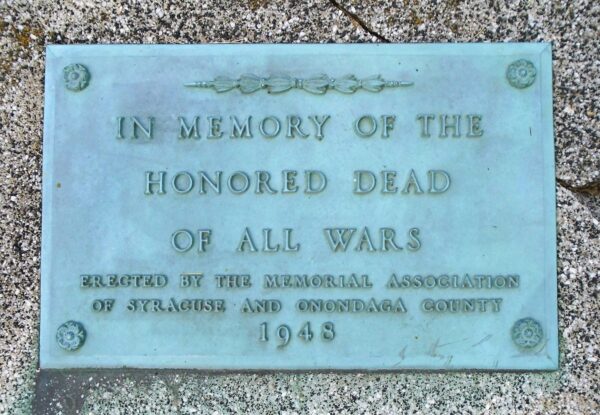 IN MEMORY OF THE
HONORED DEAD
OF ALL WARS
ERECTED BY THE MEMORIAL ASSOCIATION
OF SYRACUSE AND ONONDAGA COUNTY
1948